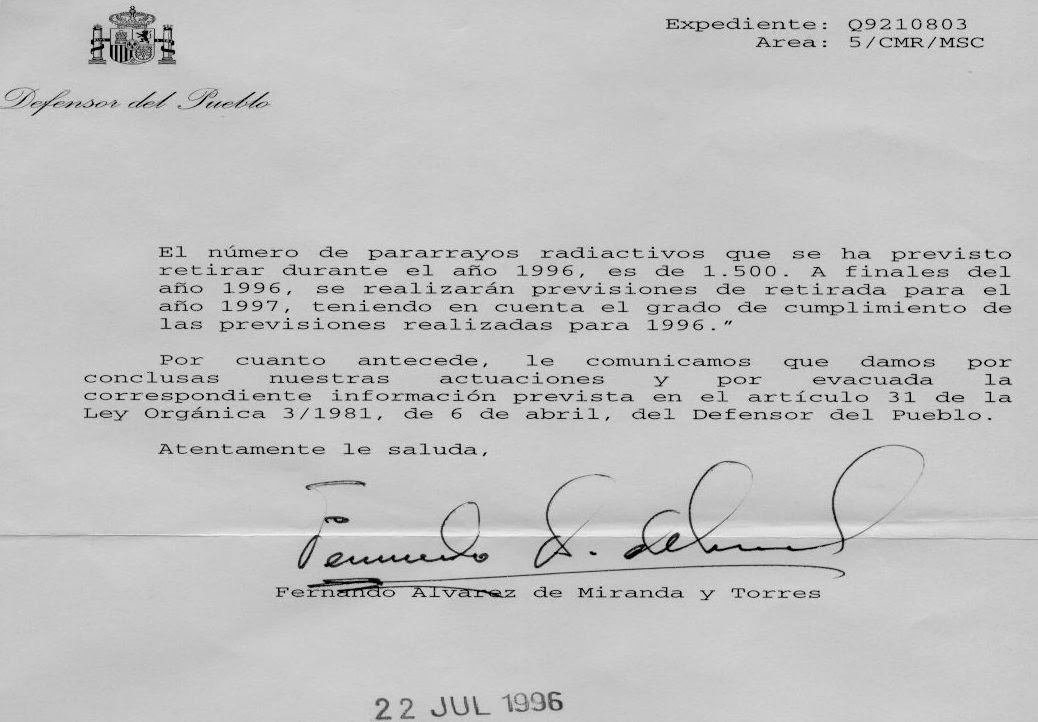 Expediente: Q9210803
Area: 5/CMR/MSC
Defensor del Pueblo
El número de pararrayos radiactivos que se ha previsto
retirar durante el año 1996, es de 1.500. A finales del
año 1996, se realizarán previsiones de retirada para el
año 1997, teniendo en cuenta el grado de cumplimiento de
las previsiones realizadas para 1996."
Por cuanto antecede, le comunicamos que damos por
conclusas nuestras actuaciones y por evacuada la
correspondiente información prevista en el artículo 31 de la
Ley Orgánica 3/1981, de 6 de abril, del Defensor del Pueblo.
Atentamente le saluda,
Fernando Alvarez de Miranda y Torres
22 JUL 1996